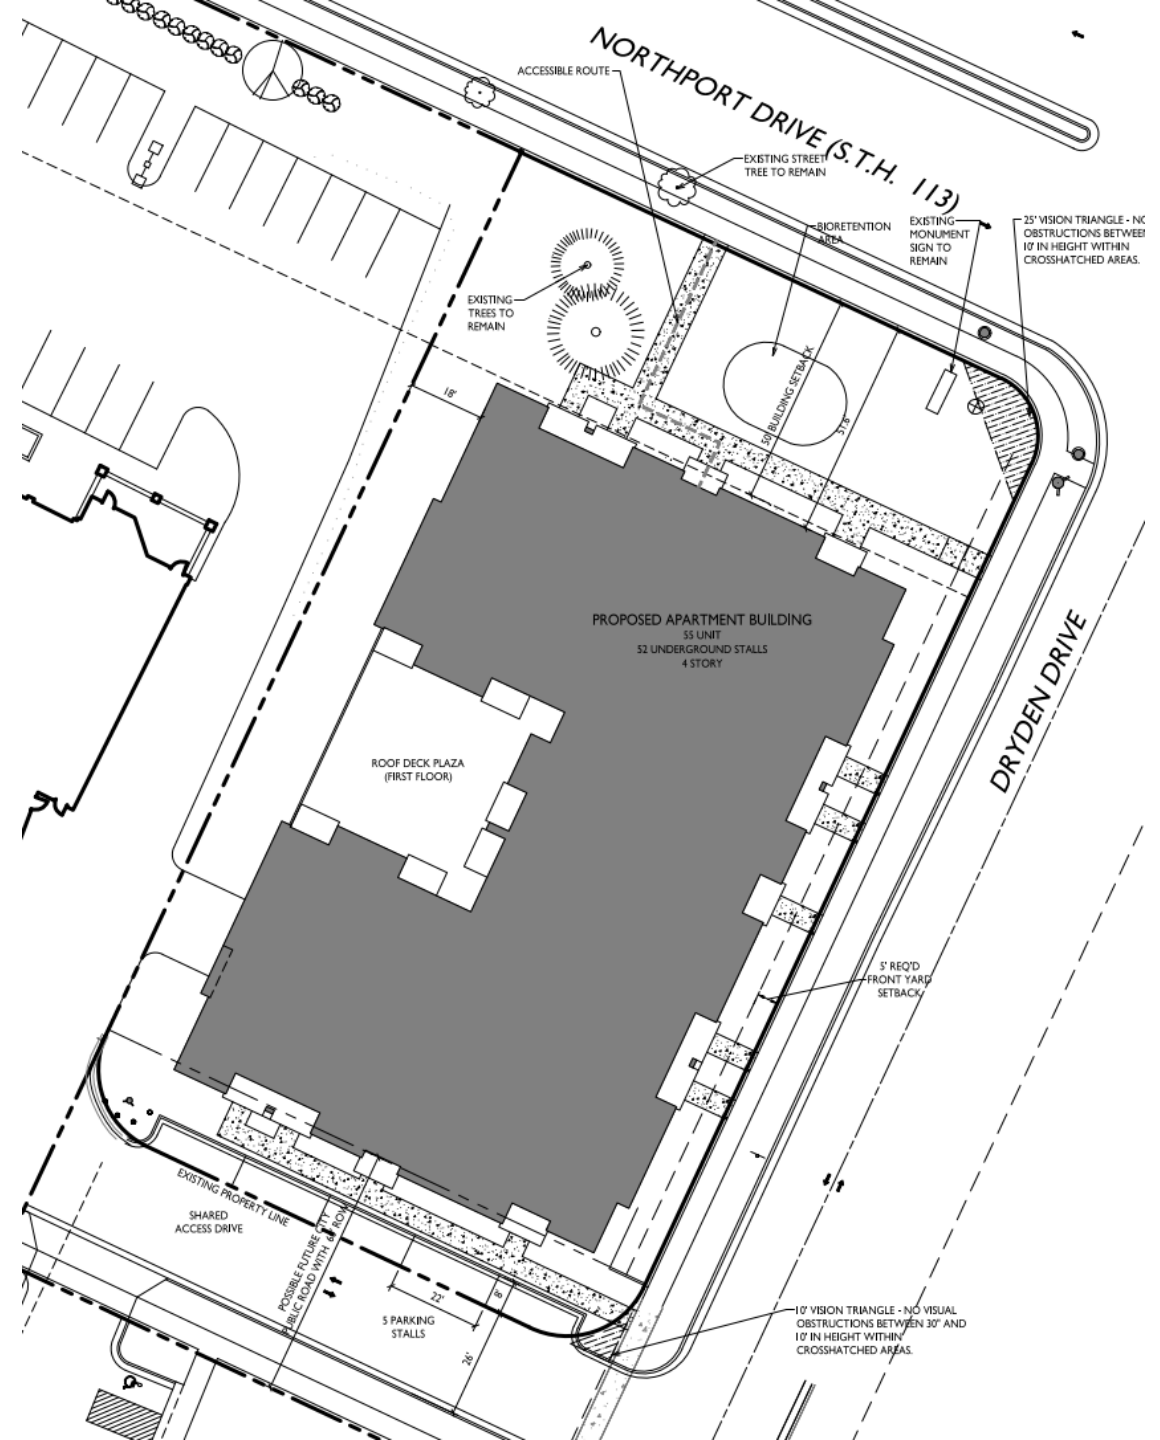 NORTHPORT DRIVE (S.T.H. 113)
ACCESSIBLE ROUTE
EXISTING STREET
TREE TO REMAIN
BIORETENTION
AREA
EXISTING
MONUMENT
SIGN TO
REMAIN
25' VISION TRIANGLE - NO
OBSTRUCTIONS BETWEEN
10' IN HEIGHT WITHIN
CROSSHATCHED AREAS.
EXISTING
TREES TO
REMAIN
18'
50' BUILDING SETBACK
51.6'
PROPOSED APARTMENT BUILDING
55 UNIT
52 UNDERGROUND STALLS
4 STORY
DRYDEN DRIVE
ROOF DECK PLAZA
(FIRST FLOOR)
5' REQ'D
FRONT YARD
SETBACK
EXISTING PROPERTY LINE
SHARED
ACCESS DRIVE
POSSIBLE FUTURE CITY
PUBLIC ROAD WITH ROW
22'
8'
5 PARKING
STALLS
26'
10' VISION TRIANGLE - NO VISUAL
OBSTRUCTIONS BETWEEN 30" AND
10' IN HEIGHT WITHIN
CROSSHATCHED AREAS.